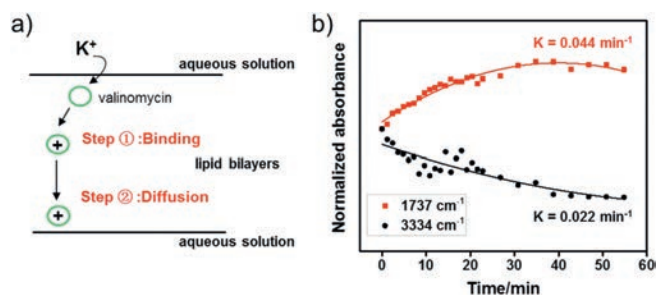 a)
K+
aqueous solution
valinomycin
+
Step ① :Binding
lipid bilayers
Step ② :Diffusion
+
aqueous solution
b)
Normalized absorbance
K = 0.044 min-1
1737 cm-1
3334 cm-1
K = 0.022 min-1
0 10 20 30 40 50 60
Time/min